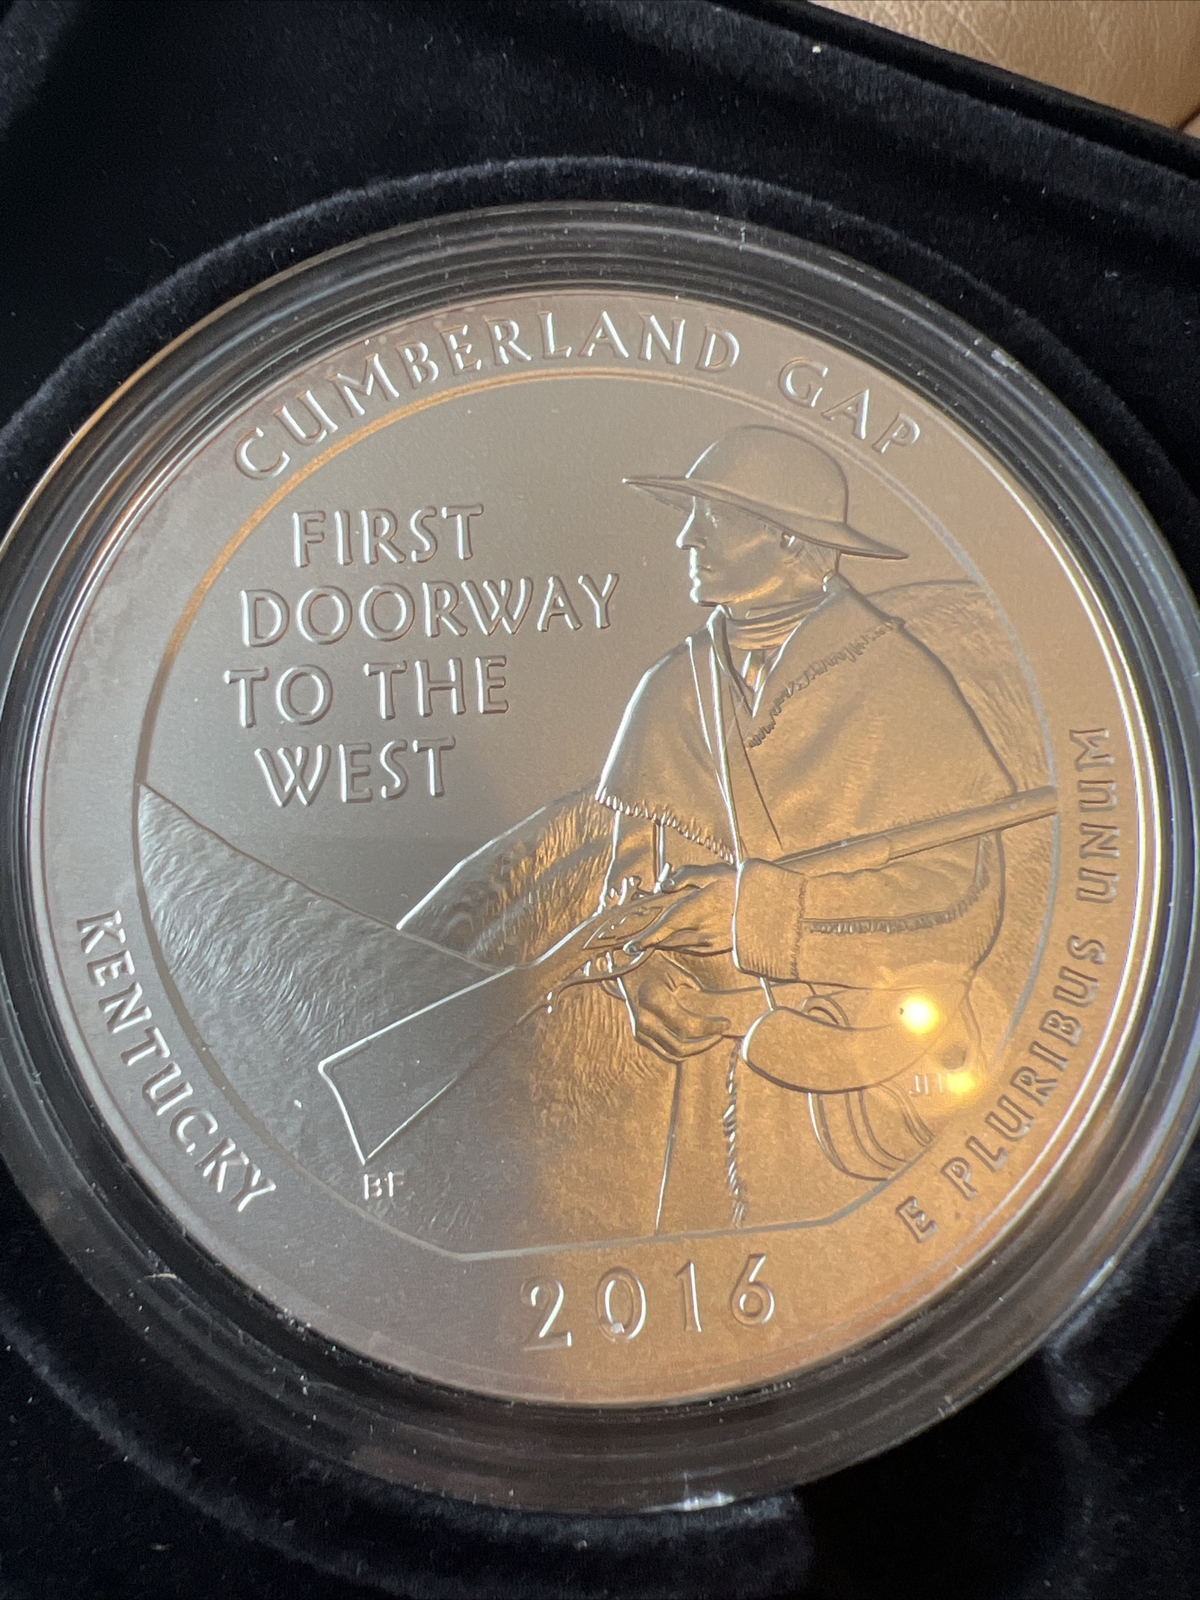 CUMBERLAND GAP
FIRST
DOORWAY
TO THE
WEST
KENTUCKY
E PLURIBUS UNUM
BF
2016